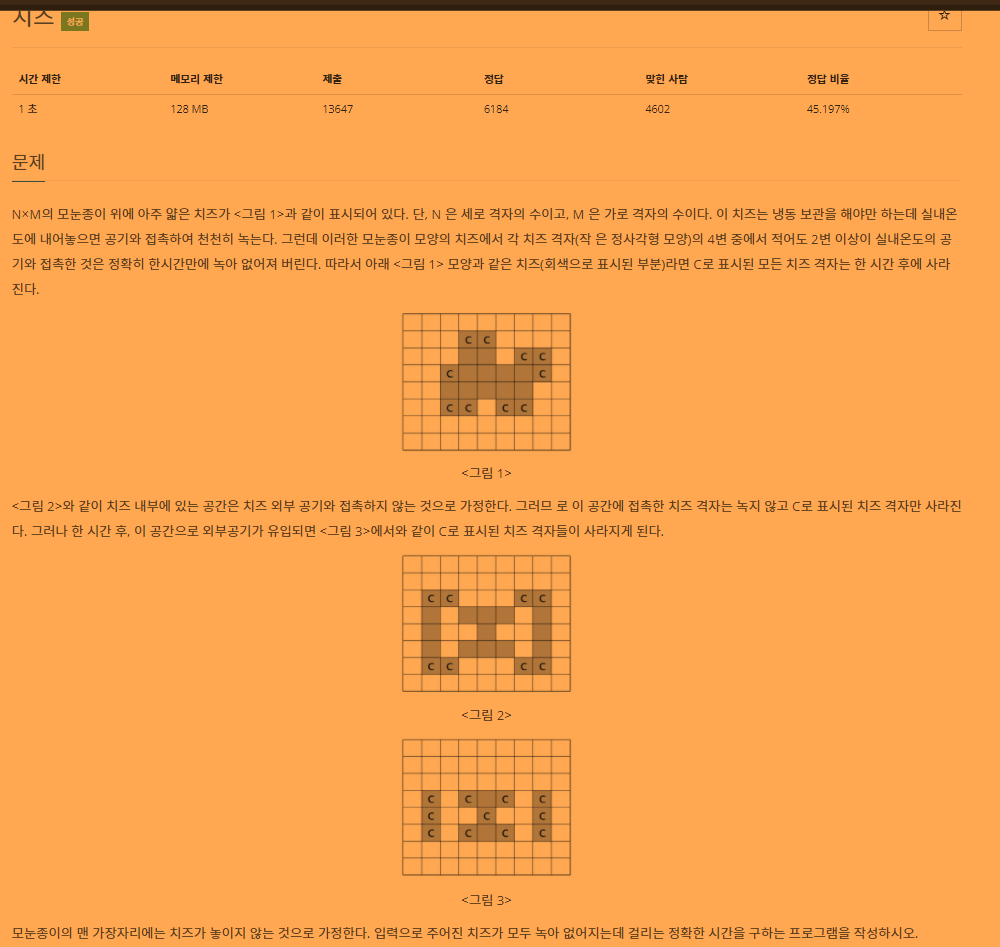 치즈 성공
☆
시간 제한 메모리 제한 제출 정답 맞힌 사람 정답 비율
1 초 128 MB 13647 6184 4602 45.197%
문제
N×M의 모눈종이 위에 아주 얇은 치즈가 <그림 1>과 같이 표시되어 있다. 단, N 은 세로 격자의 수이고, M 은 가로 격자의 수이다. 이 치즈는 냉동 보관을 해야만 하는데 실내온
도에 내어놓으면 공기와 접촉하여 천천히 녹는다. 그런데 이러한 모눈종이 모양의 치즈에서 각 치즈 격자(작 은 정사각형 모양)의 4변 중에서 적어도 2변 이상이 실내온도의 공
기와 접촉한 것은 정확히 한시간만에 녹아 없어져 버린다. 따라서 아래 <그림 1> 모양과 같은 치즈(회색으로 표시된 부분)라면 C로 표시된 모든 치즈 격자는 한 시간 후에 사라
진다.
C C
C C
C C
C C C C
<그림 1>
<그림 2>와 같이 치즈 내부에 있는 공간은 치즈 외부 공기와 접촉하지 않는 것으로 가정한다. 그러므 로 이 공간에 접촉한 치즈 격자는 녹지 않고 C로 표시된 치즈 격자만 사라진
다. 그러나 한 시간 후, 이 공간으로 외부공기가 유입되면 <그림 3>에서와 같이 C로 표시된 치즈 격자들이 사라지게 된다.
C C C C
C C C C
<그림 2>
C C C C
C C C
C C C C
<그림 3>
모눈종이의 맨 가장자리에는 치즈가 놓이지 않는 것으로 가정한다. 입력으로 주어진 치즈가 모두 녹아 없어지는데 걸리는 정확한 시간을 구하는 프로그램을 작성하시오.